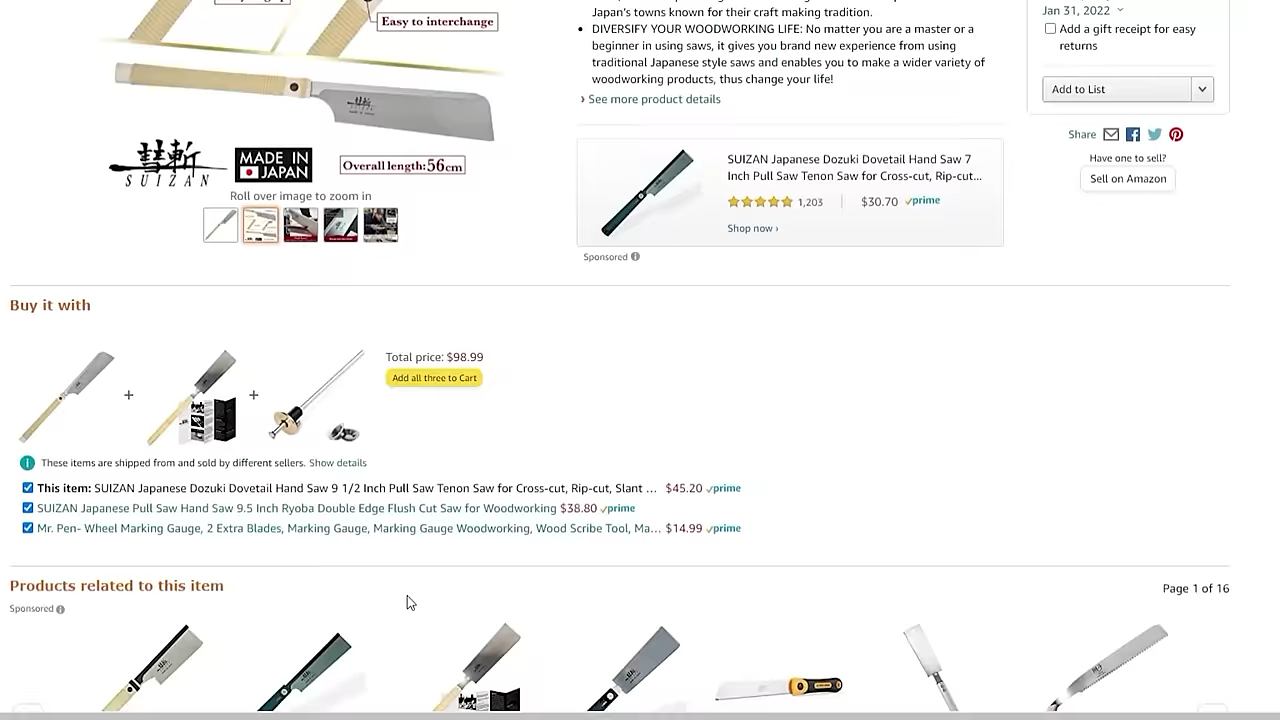 Easy to interchange
Japan's towns known for their craft making tradition.
DIVERSIFY YOUR WOODWORKING LIFE: No matter you are a master or a
beginner in using saws, it gives you brand new experience from using
traditional Japanese style saws and enables you to make a wider variety of
woodworking products, thus change your life!
› See more product details
Jan 31, 2022
Add a gift receipt for easy
returns
Add to List
Share
Have one to sell?
Sell on Amazon
彗斬
SUIZAN
MADE IN
JAPAN
Overall length:56cm
Roll over image to zoom in
SUIZAN Japanese Dozuki Dovetail Hand Saw 7
Inch Pull Saw Tenon Saw for Cross-cut, Rip-cut...
1,203
$30.70 prime
Shop now ›
Sponsored
Buy it with
Total price: $98.99
Add all three to Cart
+
+
These items are shipped from and sold by different sellers. Show details
This item: SUIZAN Japanese Dozuki Dovetail Hand Saw 9 1/2 Inch Pull Saw Tenon Saw for Cross-cut, Rip-cut, Slant ... $45.20 prime
SUIZAN Japanese Pull Saw Hand Saw 9.5 Inch Ryoba Double Edge Flush Cut Saw for Woodworking $38.80 prime
Mr. Pen- Wheel Marking Gauge, 2 Extra Blades, Marking Gauge, Marking Gauge Woodworking, Wood Scribe Tool, Ma... $14.99 prime
Products related to this item
Page 1 of 16
Sponsored